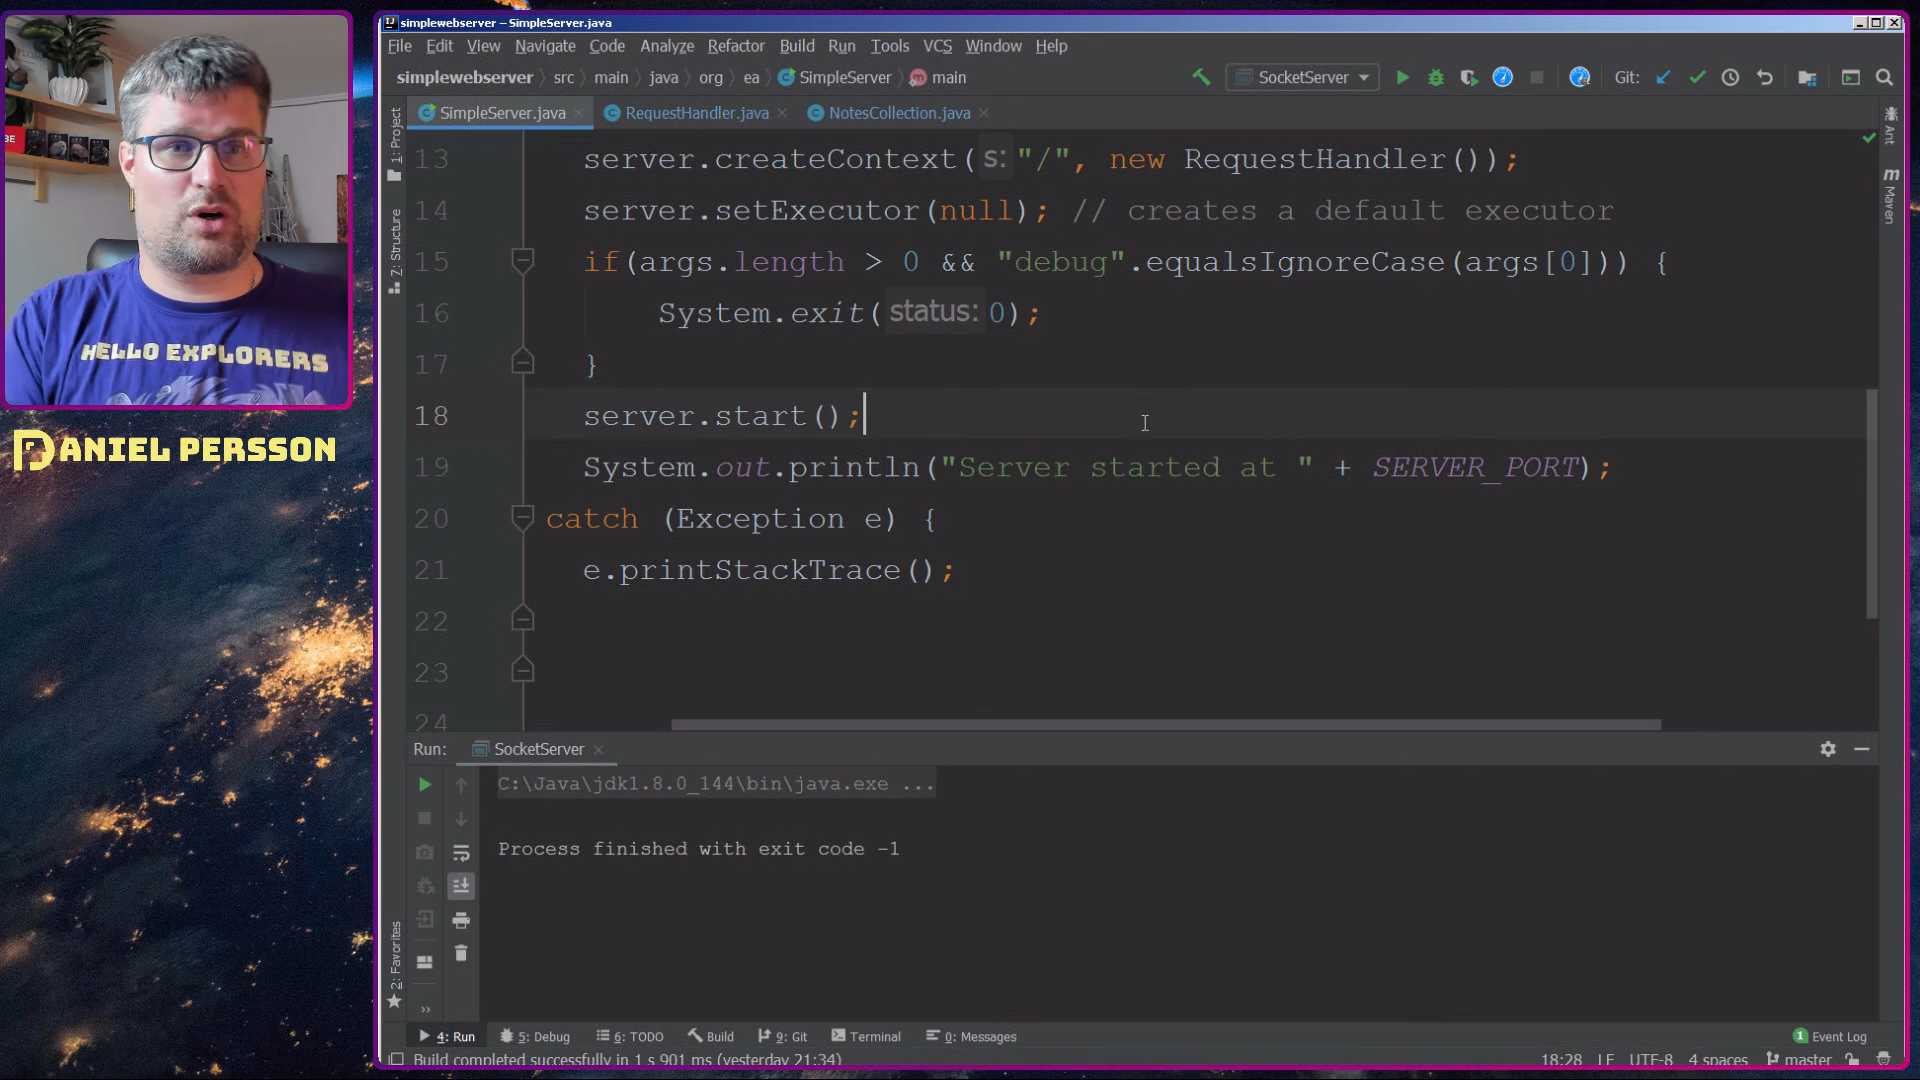 simplewebserver – SimpleServer.java
File Edit View Navigate Code Analyze Refactor Build Run Tools VCS Window Help
simplewebserver src main java org ea SimpleServer main
SocketServer
Git:
SimpleServer.java RequestHandler.java NotesCollection.java
13 server.createContext( s: "/", new RequestHandler());
14 server.setExecutor(null); // creates a default executor
15 if(args.length > 0 && "debug".equalsIgnoreCase(args[0])) {
16 System.exit( status: 0);
17 }
18 server.start();
19 System.out.println("Server started at " + SERVER_PORT);
20 catch (Exception e) {
21 e.printStackTrace();
22
23
24
1: Project
7: Structure
2: Favorites
Ant
Maven
HELLO EXPLORERS
DANIEL PERSSON
Run: SocketServer
C:\Java\jdk1.8.0_144\bin\java.exe ...
Process finished with exit code -1
4: Run 5: Debug 6: TODO Build 9: Git Terminal 0: Messages 1 Event Log
Build completed successfully in 1 s 901 ms (yesterday 21:34) 18:28 LF UTF-8 4 spaces master